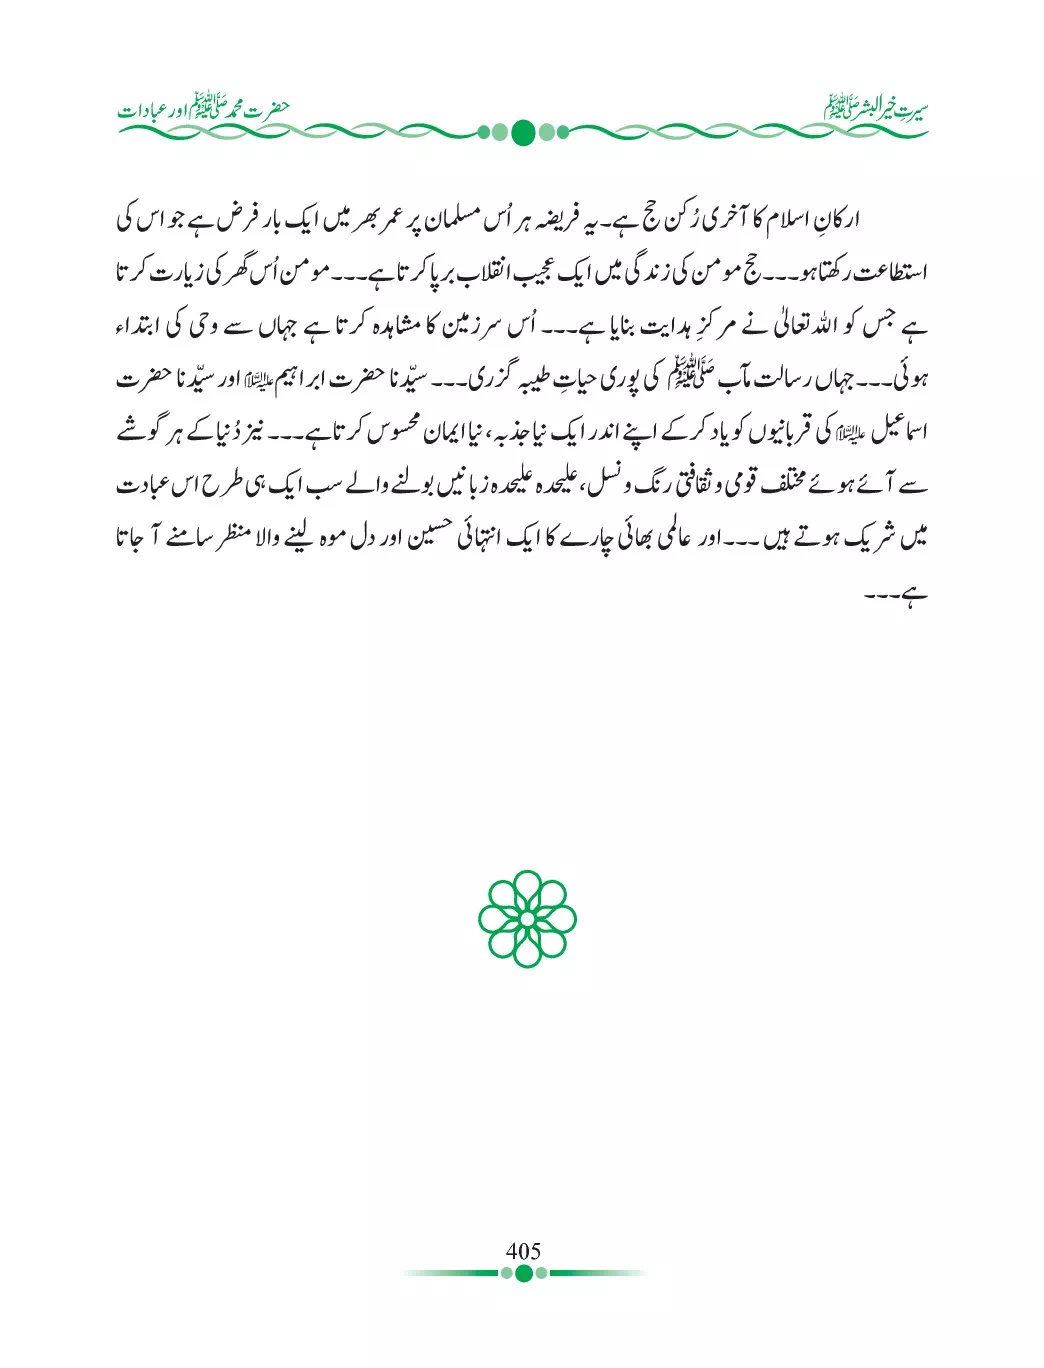 سیرتِ خیر البشر ﷺ
حضرت محمد ﷺ اور عبادات
ارکانِ اسلام کا آخری رُکن حج ہے۔ یہ فریضہ ہر اُس مسلمان پر عمر بھر میں ایک بار فرض ہے جو اس کی
استطاعت رکھتا ہو۔۔۔ حج مومن کی زندگی میں ایک عجیب انقلاب برپا کرتا ہے۔۔۔ مومن اُس گھر کی زیارت کرتا
ہے جس کو اللہ تعالیٰ نے مرکزِ ہدایت بنایا ہے۔۔۔ اُس سرزمین کا مشاہدہ کرتا ہے جہاں سے وحی کی ابتداء
ہوئی۔۔۔ جہاں رسالت مآب ﷺ کی پوری حیاتِ طیبہ گزری۔۔۔ سیّدنا حضرت ابراہیم علیہ السلام اور سیّدنا حضرت
اسماعیل علیہ السلام کی قربانیوں کو یاد کرکے اپنے اندر ایک نیا جذبہ، نیا ایمان محسوس کرتا ہے۔۔۔ نیز دُنیا کے ہر گوشے
سے آئے ہوئے مختلف قومی و ثقافتی رنگ و نسل، علیحدہ علیحدہ زبانیں بولنے والے سب ایک ہی طرح اس عبادت
میں شریک ہوتے ہیں ۔۔۔ اور عالمی بھائی چارے کا ایک انتہائی حسین اور دل موہ لینے والا منظر سامنے آ جاتا
ہے۔۔۔
405